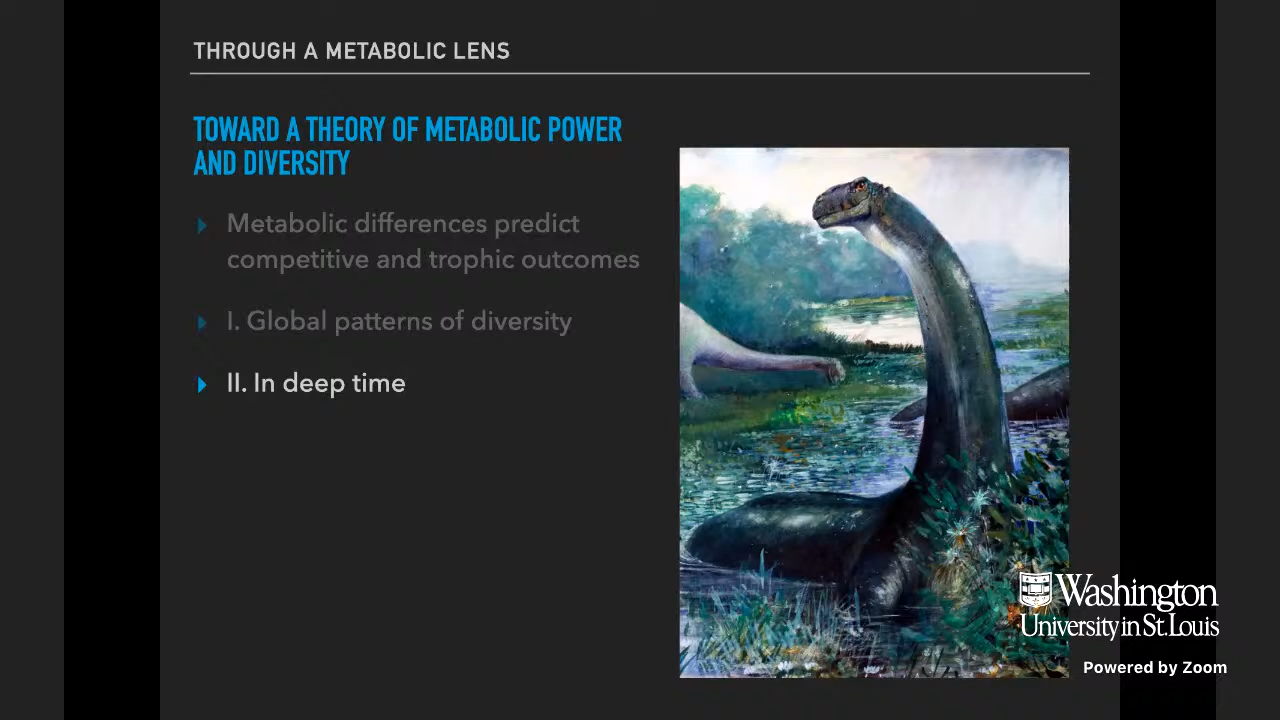 THROUGH A METABOLIC LENS
TOWARD A THEORY OF METABOLIC POWER
AND DIVERSITY
Metabolic differences predict
competitive and trophic outcomes
I. Global patterns of diversity
II. In deep time
Washington
University in St. Louis
Powered by Zoom